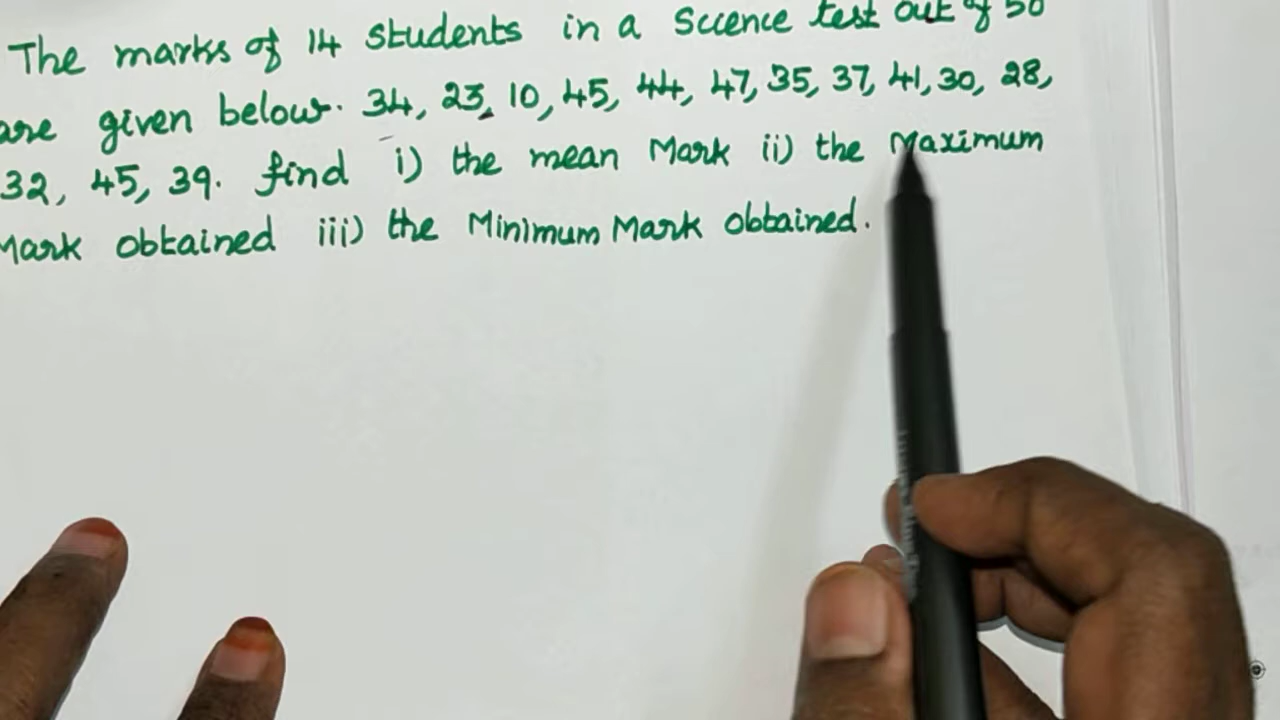 The marks of 14 students in a Science test out of 50
are given below. 34, 23, 10, 45, 44, 47, 35, 37, 41, 30, 28,
32, 45, 39. find i) the mean Mark ii) the Maximum
Mark obtained iii) the Minimum Mark obtained.